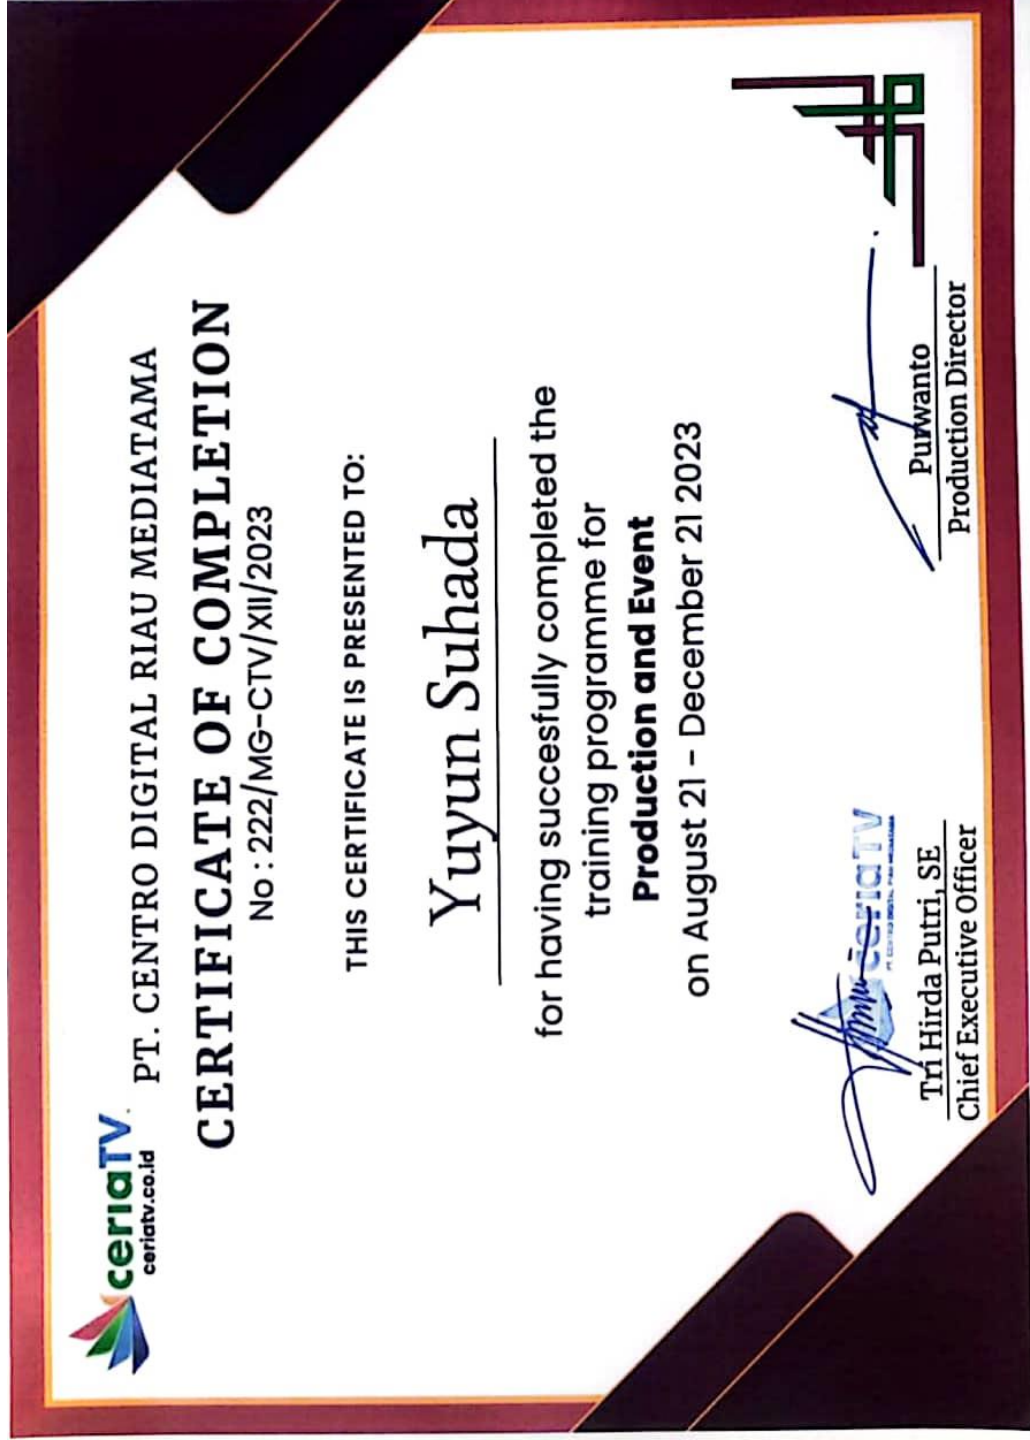 ceriaTV
ceriatv.co.id
PT. CENTRO DIGITAL RIAU MEDIATAMA
CERTIFICATE OF COMPLETION
No : 222/MG-CTV/XII/2023
THIS CERTIFICATE IS PRESENTED TO:
Yuyun Suhada
for having succesfully completed the
training programme for
Production and Event
on August 21 - December 21 2023
ceriaTV
Tri Hirda Putri, SE
Chief Executive Officer
Purwanto
Production Director